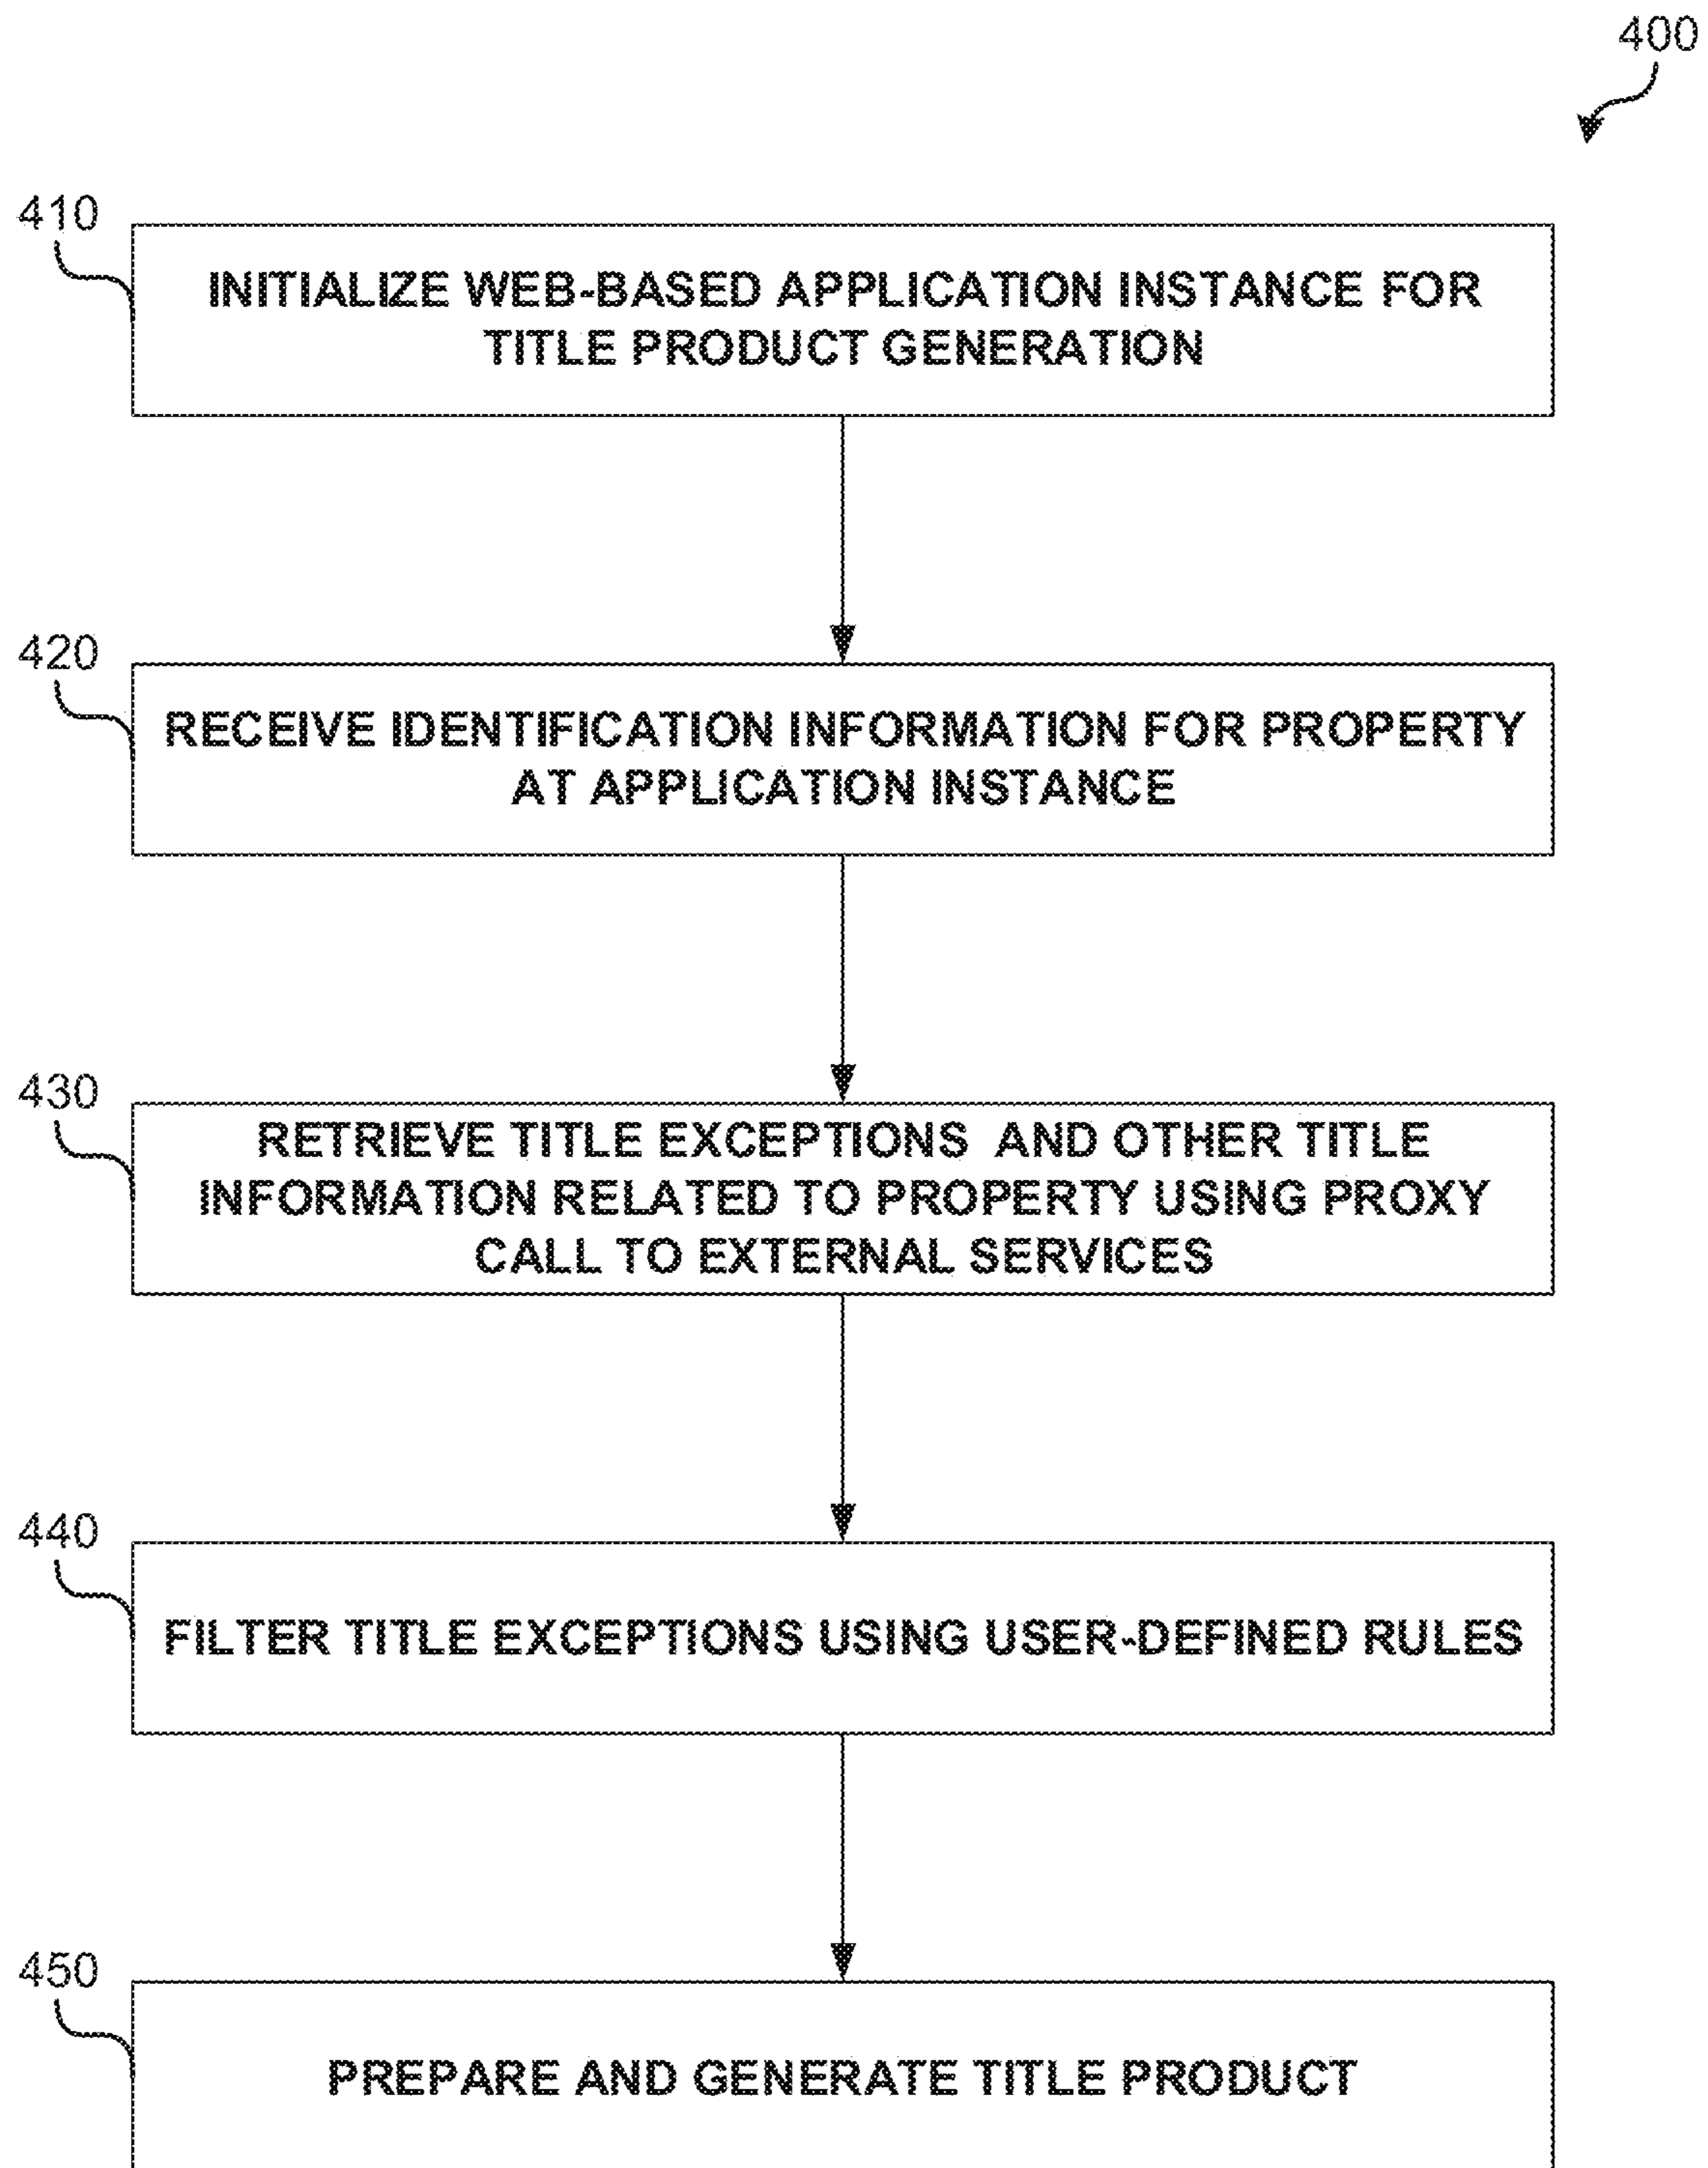 400
410
INITIALIZE WEB-BASED APPLICATION INSTANCE FOR
TITLE PRODUCT GENERATION
420
RECEIVE IDENTIFICATION INFORMATION FOR PROPERTY
AT APPLICATION INSTANCE
430
RETRIEVE TITLE EXCEPTIONS AND OTHER TITLE
INFORMATION RELATED TO PROPERTY USING PROXY
CALL TO EXTERNAL SERVICES
440
FILTER TITLE EXCEPTIONS USING USER-DEFINED RULES
450
PREPARE AND GENERATE TITLE PRODUCT